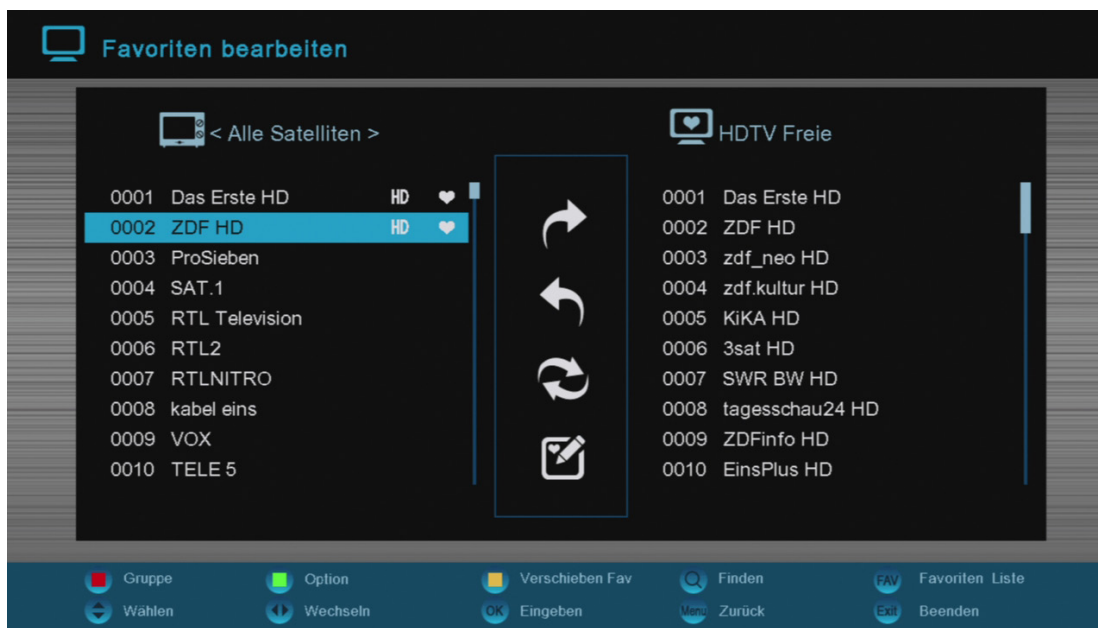 Favoriten bearbeiten
< Alle Satelliten >
0001 Das Erste HD HD
0002 ZDF HD HD
0003 ProSieben
0004 SAT.1
0005 RTL Television
0006 RTL2
0007 RTLNITRO
0008 kabel eins
0009 VOX
0010 TELE 5
HDTV Freie
0001 Das Erste HD
0002 ZDF HD
0003 zdf_neo HD
0004 zdf.kultur HD
0005 KiKA HD
0006 3sat HD
0007 SWR BW HD
0008 tagesschau24 HD
0009 ZDFinfo HD
0010 EinsPlus HD
Gruppe Option Verschieben Fav Finden FAV Favoriten Liste
Wählen Wechseln OK Eingeben Menu Zurück Exit Beenden